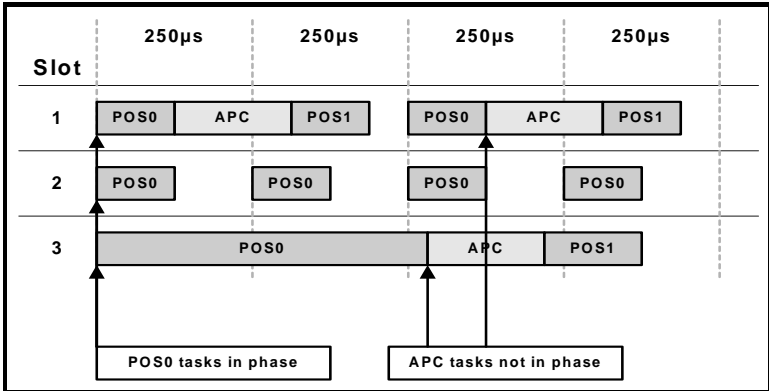 250µs 250µs 250µs 250µs
Slot
1 POS0 APC POS1 POS0 APC POS1
2 POS0 POS0 POS0 POS0
3 POS0 APC POS1
POS0 tasks in phase APC tasks not in phase